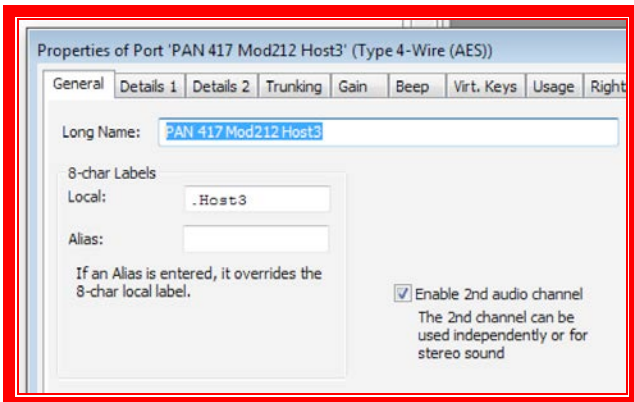 Properties of Port 'PAN 417 Mod212 Host3' (Type 4-Wire (AES))
General Details 1 Details 2 Trunking Gain Beep Virt. Keys Usage Right
Long Name: PAN 417 Mod212 Host3
8-char Labels
Local: .Host3
Alias:
If an Alias is entered, it overrides the
8-char local label.
Enable 2nd audio channel
The 2nd channel can be
used independently or for
stereo sound